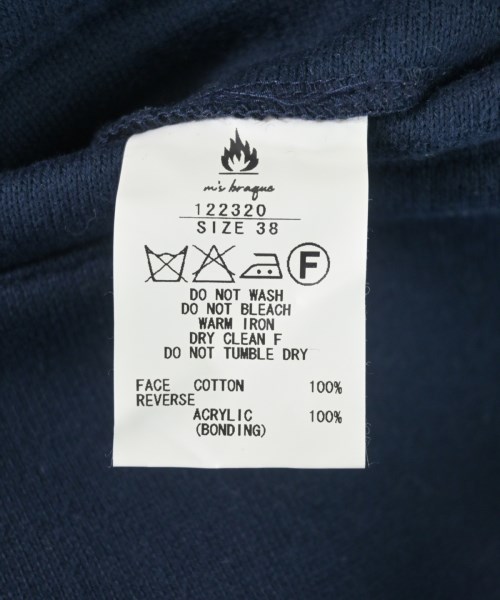 m's braque
122320
SIZE 38
F
DO NOT WASH
DO NOT BLEACH
WARM IRON
DRY CLEAN F
DO NOT TUMBLE DRY
FACE COTTON 100%
REVERSE
ACRYLIC 100%
(BONDING)